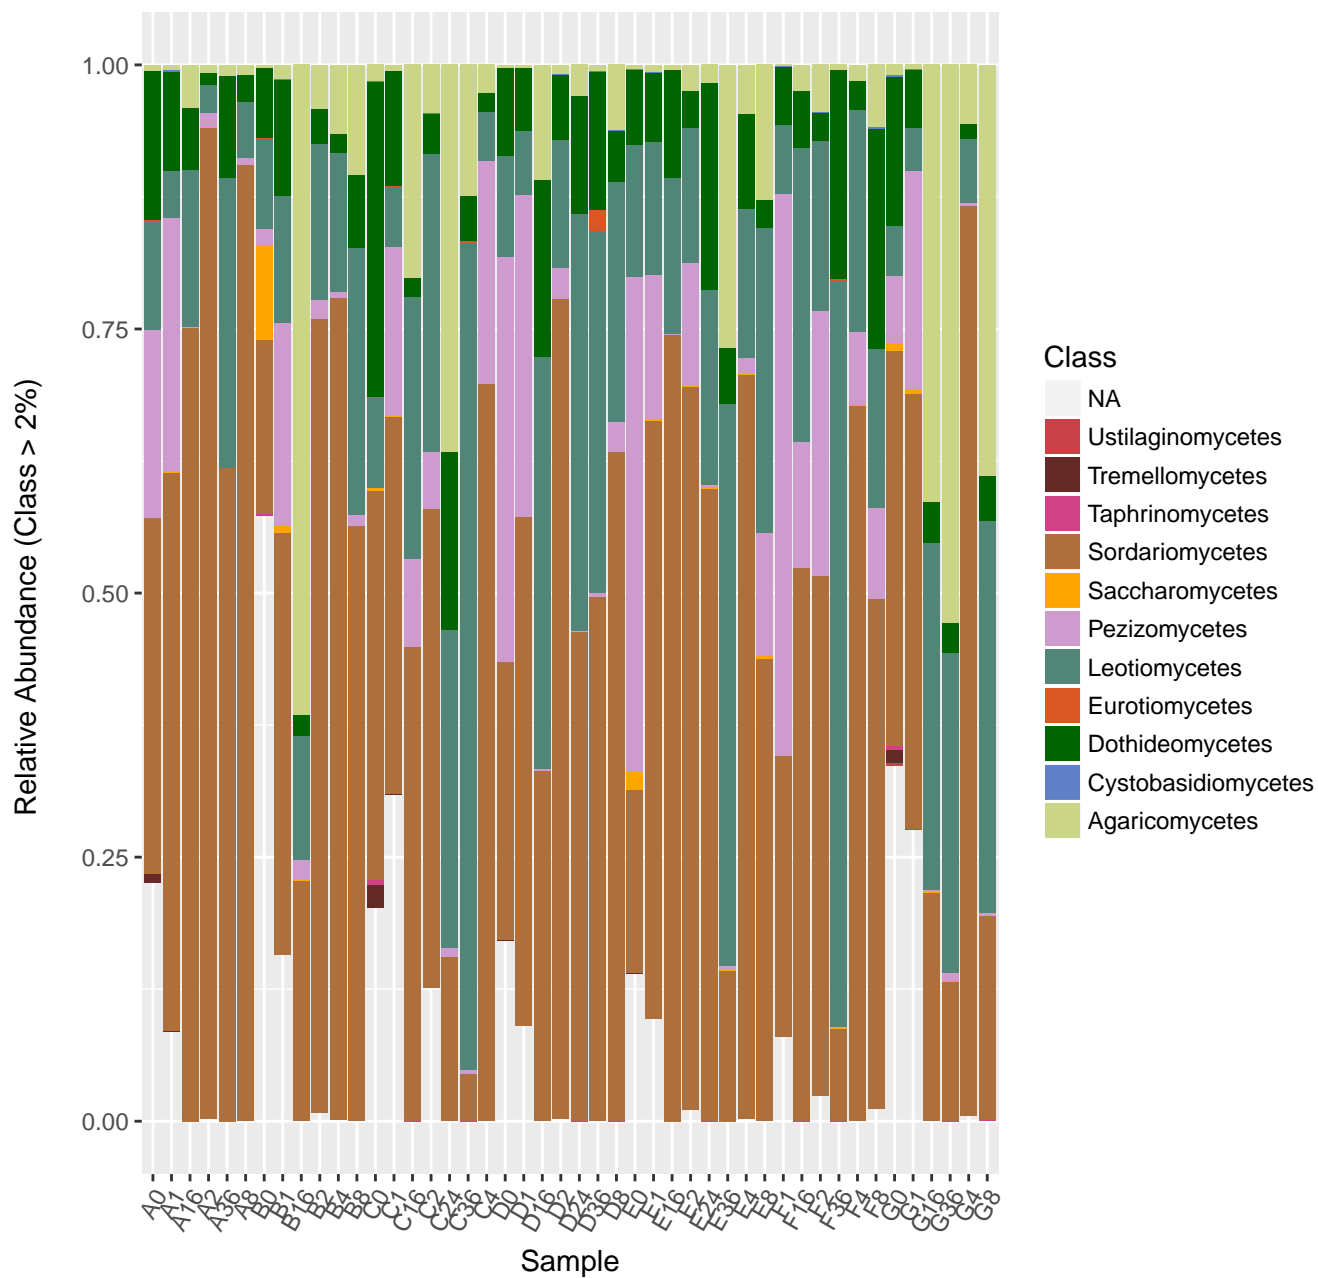 1.00
0.75
0.50
0.25
0.00
Relative Abundance (Class > 2%)
A0 A1 A16 A2 A36 A8 B0 B1 B16 B2 B4 B8 C0 C1 C16 C2 C24 C36 C4 D0 D1 D16 D2 D24 D36 D8 E0 E1 E16 E2 E24 E36 E4 E8 F1 F16 F2 F36 F4 F8 G0 G1 G16 G36 G4 G8
Sample
Class
NA
Ustilaginomycetes
Tremellomycetes
Taphrinomycetes
Sordariomycetes
Saccharomycetes
Pezizomycetes
Leotiomycetes
Eurotiomycetes
Dothideomycetes
Cystobasidiomycetes
Agaricomycetes